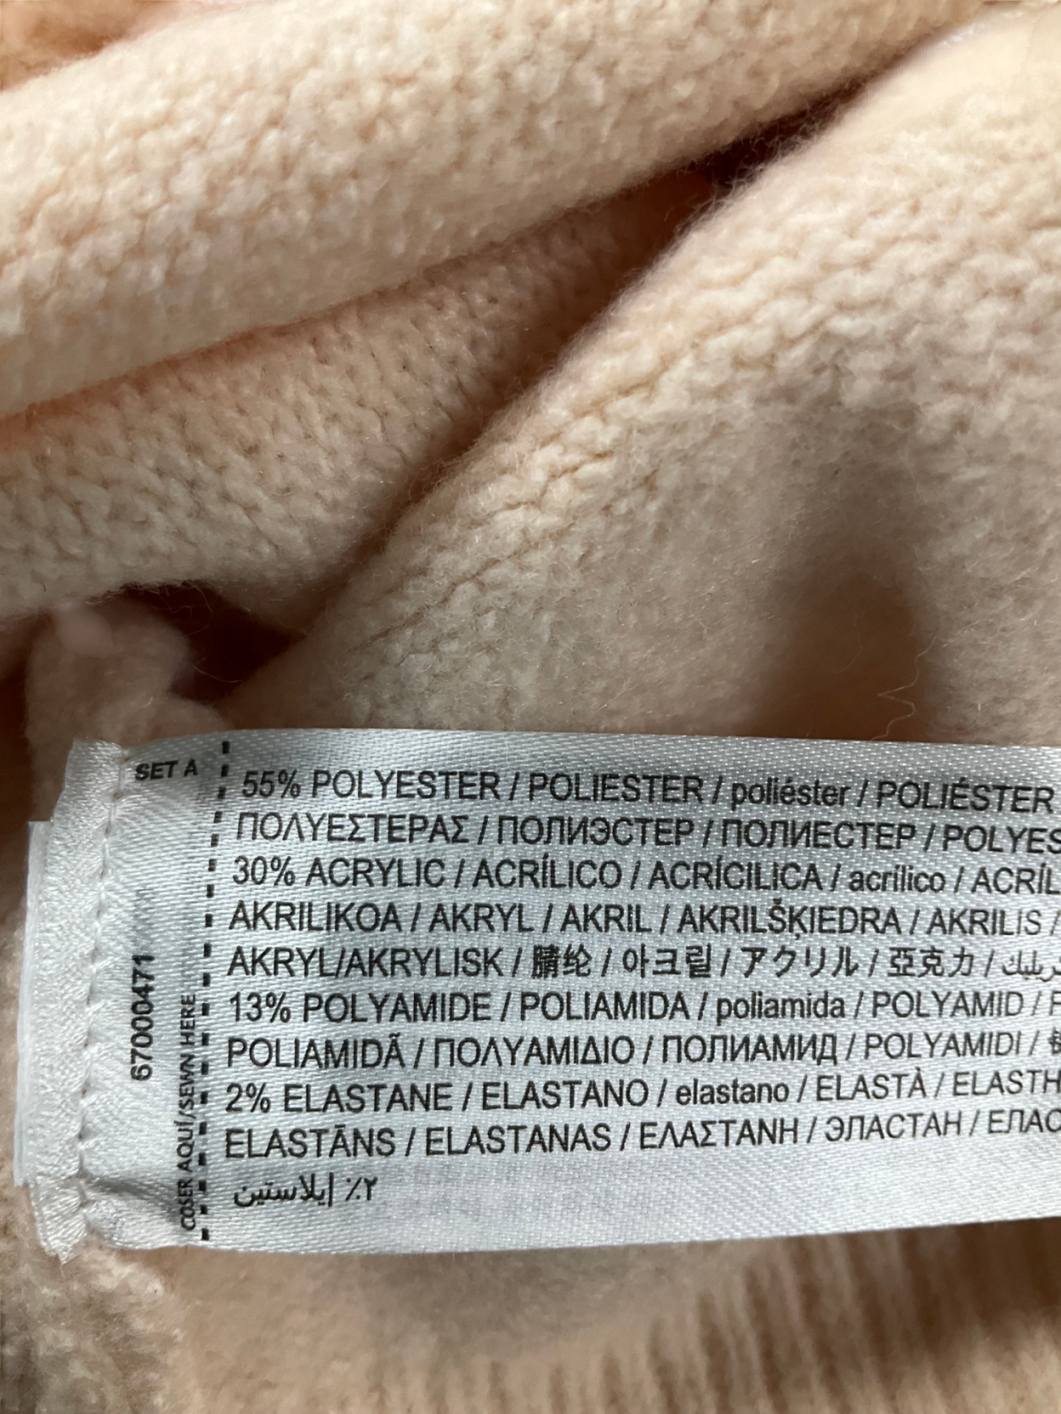 SET A
67000471
COSER AQUÍ/SEWN HERE
55% POLYESTER / POLIESTER / poliéster / POLIÉSTER
ΠΟΛΥΕΣΤΕΡΑΣ / ПОЛИЭСТЕР / ПОЛИЕСТЕР /
30% ACRYLIC / ACRÍLICO / ACRÍCILICA / acrílico /
AKRILIKOA / AKRYL / AKRIL / AKRILŠĶIEDRA / AKRILIS /
AKRYL/AKRYLISK / 腈纶 / 아크릴 / アクリル / 亞克力 /
13% POLYAMIDE / POLIAMIDA / poliamida / POLYAMID /
POLIAMIDĂ / ΠΟΛΥΑΜΙΔΙΟ / ПОЛИАМИД / POLYAMIDI /
2% ELASTANE / ELASTANO / elastano / ELASTÀ /
ELASTĀNS / ELASTANAS / ΕΛΑΣΤΑΝΗ / ЭЛАСТАН /
٢٪ إيلاستين